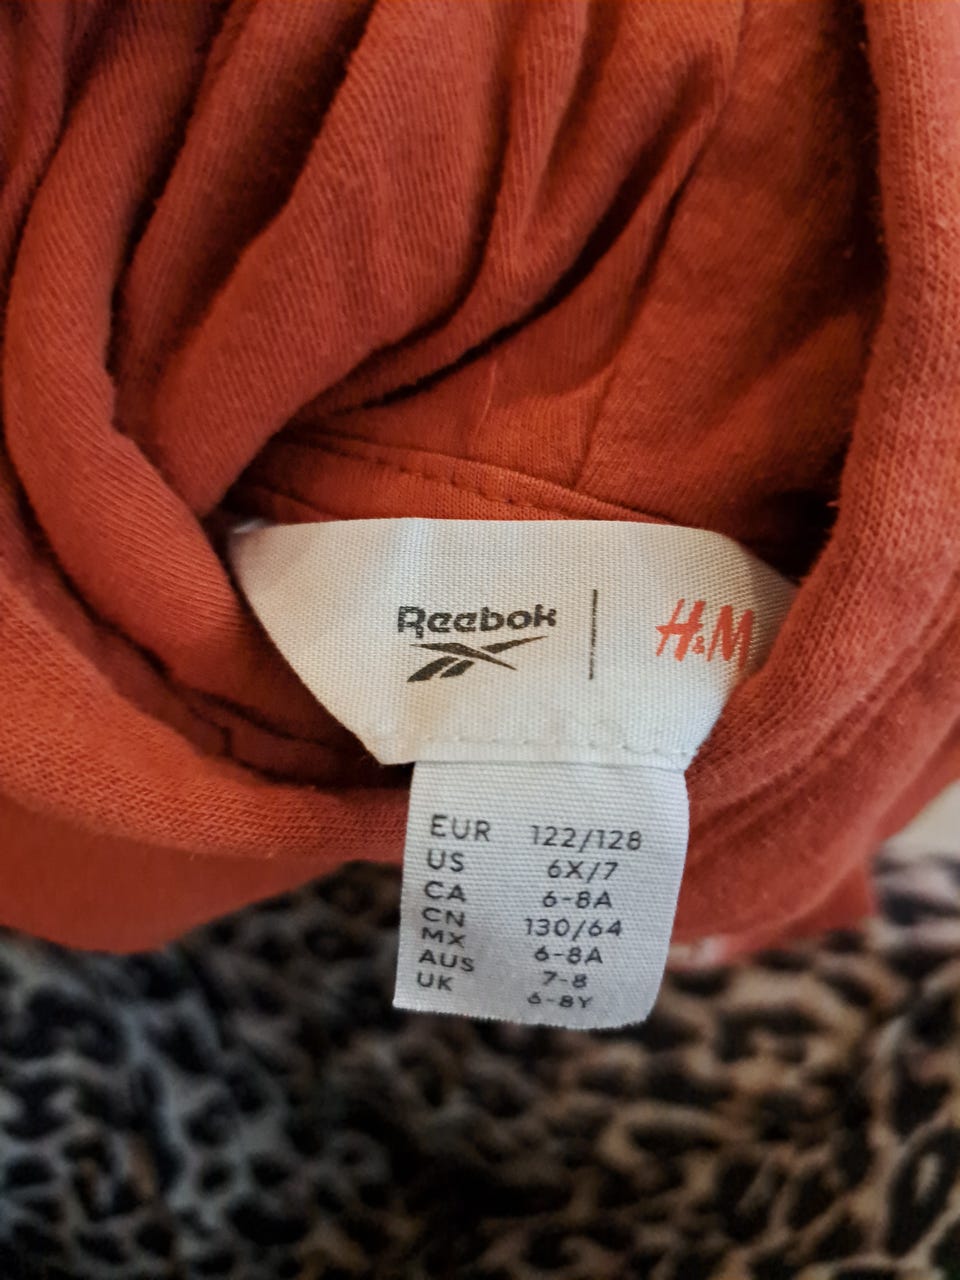 Reebok | H&M
EUR 122/128
US 6X/7
CA 6-8A
CN 130/64
MX 6-8A
AUS 7-8
UK 6-8Y